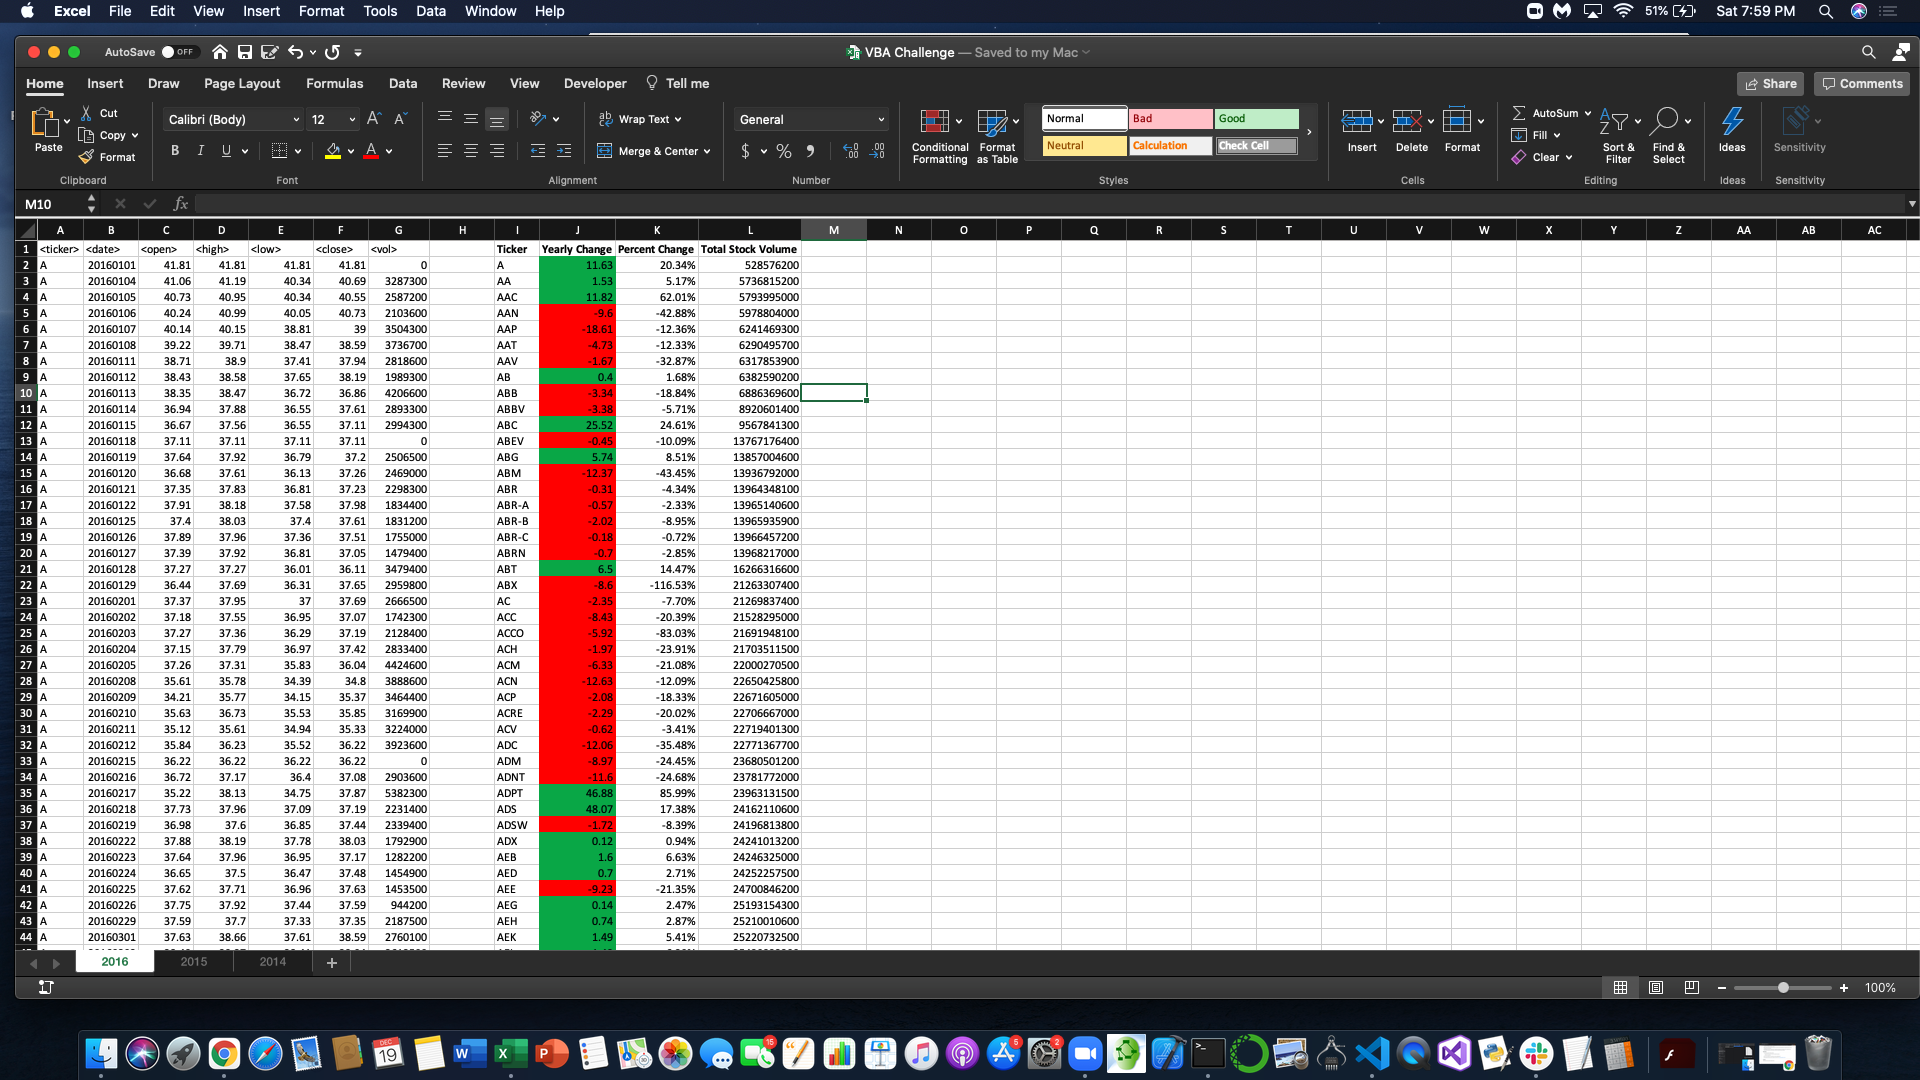 Excel File Edit View Insert Format Tools Data Window Help 51% Sat 7:59 PM
AutoSave OFF VBA Challenge — Saved to my Mac
Home Insert Draw Page Layout Formulas Data Review View Developer Tell me Share Comments
Paste Cut Copy Format Calibri (Body) 12 B I U Wrap Text Merge & Center General $ % Conditional Formatting Format as Table Normal Bad Good Neutral Calculation Check Cell Insert Delete Format AutoSum Fill Clear Sort & Filter Find & Select Ideas Sensitivity
Clipboard Font Alignment Number Styles Cells Editing Ideas Sensitivity
M10 fx
A B C D E F G H I J K L M N O P Q R S T U V W X Y Z AA AB AC
1 <ticker> <date> <open> <high> <low> <close> <vol> Ticker Yearly Change Percent Change Total Stock Volume
2 A 20160101 41.81 41.81 41.81 41.81 0 A 11.63 20.34% 528576200
3 A 20160104 41.06 41.19 40.34 40.69 3287300 AA 1.53 5.17% 5736815200
4 A 20160105 40.73 40.95 40.34 40.55 2587200 AAC 11.82 62.01% 5793995000
5 A 20160106 40.24 40.99 40.05 40.73 2103600 AAN -9.6 -42.88% 5978804000
6 A 20160107 40.14 40.15 38.81 39 3504300 AAP -18.61 -12.36% 6241469300
7 A 20160108 39.22 39.71 38.47 38.59 3736700 AAT -4.73 -12.33% 6290495700
8 A 20160111 38.71 38.9 37.41 37.94 2818600 AAV -1.67 -32.87% 6317853900
9 A 20160112 38.43 38.58 37.65 38.19 1989300 AB 0.4 1.68% 6382590200
10 A 20160113 38.35 38.47 36.72 36.86 4206600 ABB -3.34 -18.84% 6886369600
11 A 20160114 36.94 37.88 36.55 37.61 2893300 ABBV -3.38 -5.71% 8920601400
12 A 20160115 36.67 37.56 36.55 37.11 2994300 ABC 25.52 24.61% 9567841300
13 A 20160118 37.11 37.11 37.11 37.11 0 ABEV -0.45 -10.09% 13767176400
14 A 20160119 37.64 37.92 36.79 37.2 2506500 ABG 5.74 8.51% 13857004600
15 A 20160120 36.68 37.61 36.13 37.26 2469000 ABM -12.37 -43.45% 13936792000
16 A 20160121 37.35 37.83 36.81 37.23 2298300 ABR -0.31 -4.34% 13964348100
17 A 20160122 37.91 38.18 37.58 37.98 1834400 ABR-A -0.57 -2.33% 13965140600
18 A 20160125 37.4 38.03 37.4 37.61 1831200 ABR-B -2.02 -8.95% 13965935900
19 A 20160126 37.89 37.96 37.36 37.51 1755000 ABR-C -0.18 -0.72% 13966457200
20 A 20160127 37.39 37.92 36.81 37.05 1479400 ABRN -0.7 -2.85% 13968217000
21 A 20160128 37.27 37.27 36.01 36.11 3479400 ABT 6.5 14.47% 16266316600
22 A 20160129 36.44 37.69 36.31 37.65 2959800 ABX -8.6 -116.53% 21263307400
23 A 20160201 37.37 37.95 37 37.69 2666500 AC -2.35 -7.70% 21269837400
24 A 20160202 37.18 37.55 36.95 37.07 1742300 ACC -8.43 -20.39% 21528295000
25 A 20160203 37.27 37.36 36.29 37.19 2128400 ACCO -5.92 -83.03% 21691948100
26 A 20160204 37.15 37.79 36.97 37.42 2833400 ACH -1.97 -23.91% 21703511500
27 A 20160205 37.26 37.31 35.83 36.04 4424600 ACM -6.33 -21.08% 22000270500
28 A 20160208 35.61 35.78 34.39 34.8 3888600 ACN -12.63 -12.09% 22650425800
29 A 20160209 34.21 35.77 34.15 35.37 3464400 ACP -2.08 -18.33% 22671605000
30 A 20160210 35.63 36.73 35.53 35.85 3169900 ACRE -2.29 -20.02% 22706667000
31 A 20160211 35.12 35.61 34.94 35.33 3224000 ACV -0.62 -3.41% 22719401300
32 A 20160212 35.84 36.23 35.52 36.22 3923600 ADC -12.06 -35.48% 22771367700
33 A 20160215 36.22 36.22 36.22 36.22 0 ADM -8.97 -24.45% 23680501200
34 A 20160216 36.72 37.17 36.4 37.08 2903600 ADNT -11.6 -24.68% 23781772000
35 A 20160217 35.22 38.13 34.75 37.87 5382300 ADPT 46.88 85.99% 23963131500
36 A 20160218 37.73 37.96 37.09 37.19 2231400 ADS 48.07 17.38% 24162110600
37 A 20160219 36.98 37.6 36.85 37.44 2339400 ADSW -1.72 -8.39% 24196813800
38 A 20160222 37.88 38.19 37.78 38.03 1792900 ADX 0.12 0.94% 24241013200
39 A 20160223 37.64 37.96 36.95 37.17 1282200 AEB 1.6 6.63% 24246325000
40 A 20160224 36.65 37.5 36.47 37.48 1454900 AED 0.7 2.71% 24252257500
41 A 20160225 37.62 37.71 36.96 37.63 1453500 AEE -9.23 -21.35% 24700846200
42 A 20160226 37.75 37.92 37.44 37.59 944200 AEG 0.14 2.47% 25193154300
43 A 20160229 37.59 37.7 37.33 37.35 2187500 AEH 0.74 2.87% 25210010600
44 A 20160301 37.63 38.66 37.61 38.59 2760100 AEK 1.49 5.41% 25220732500
2016 2015 2014 +
100%
DEC 19 W X P 15 5 2